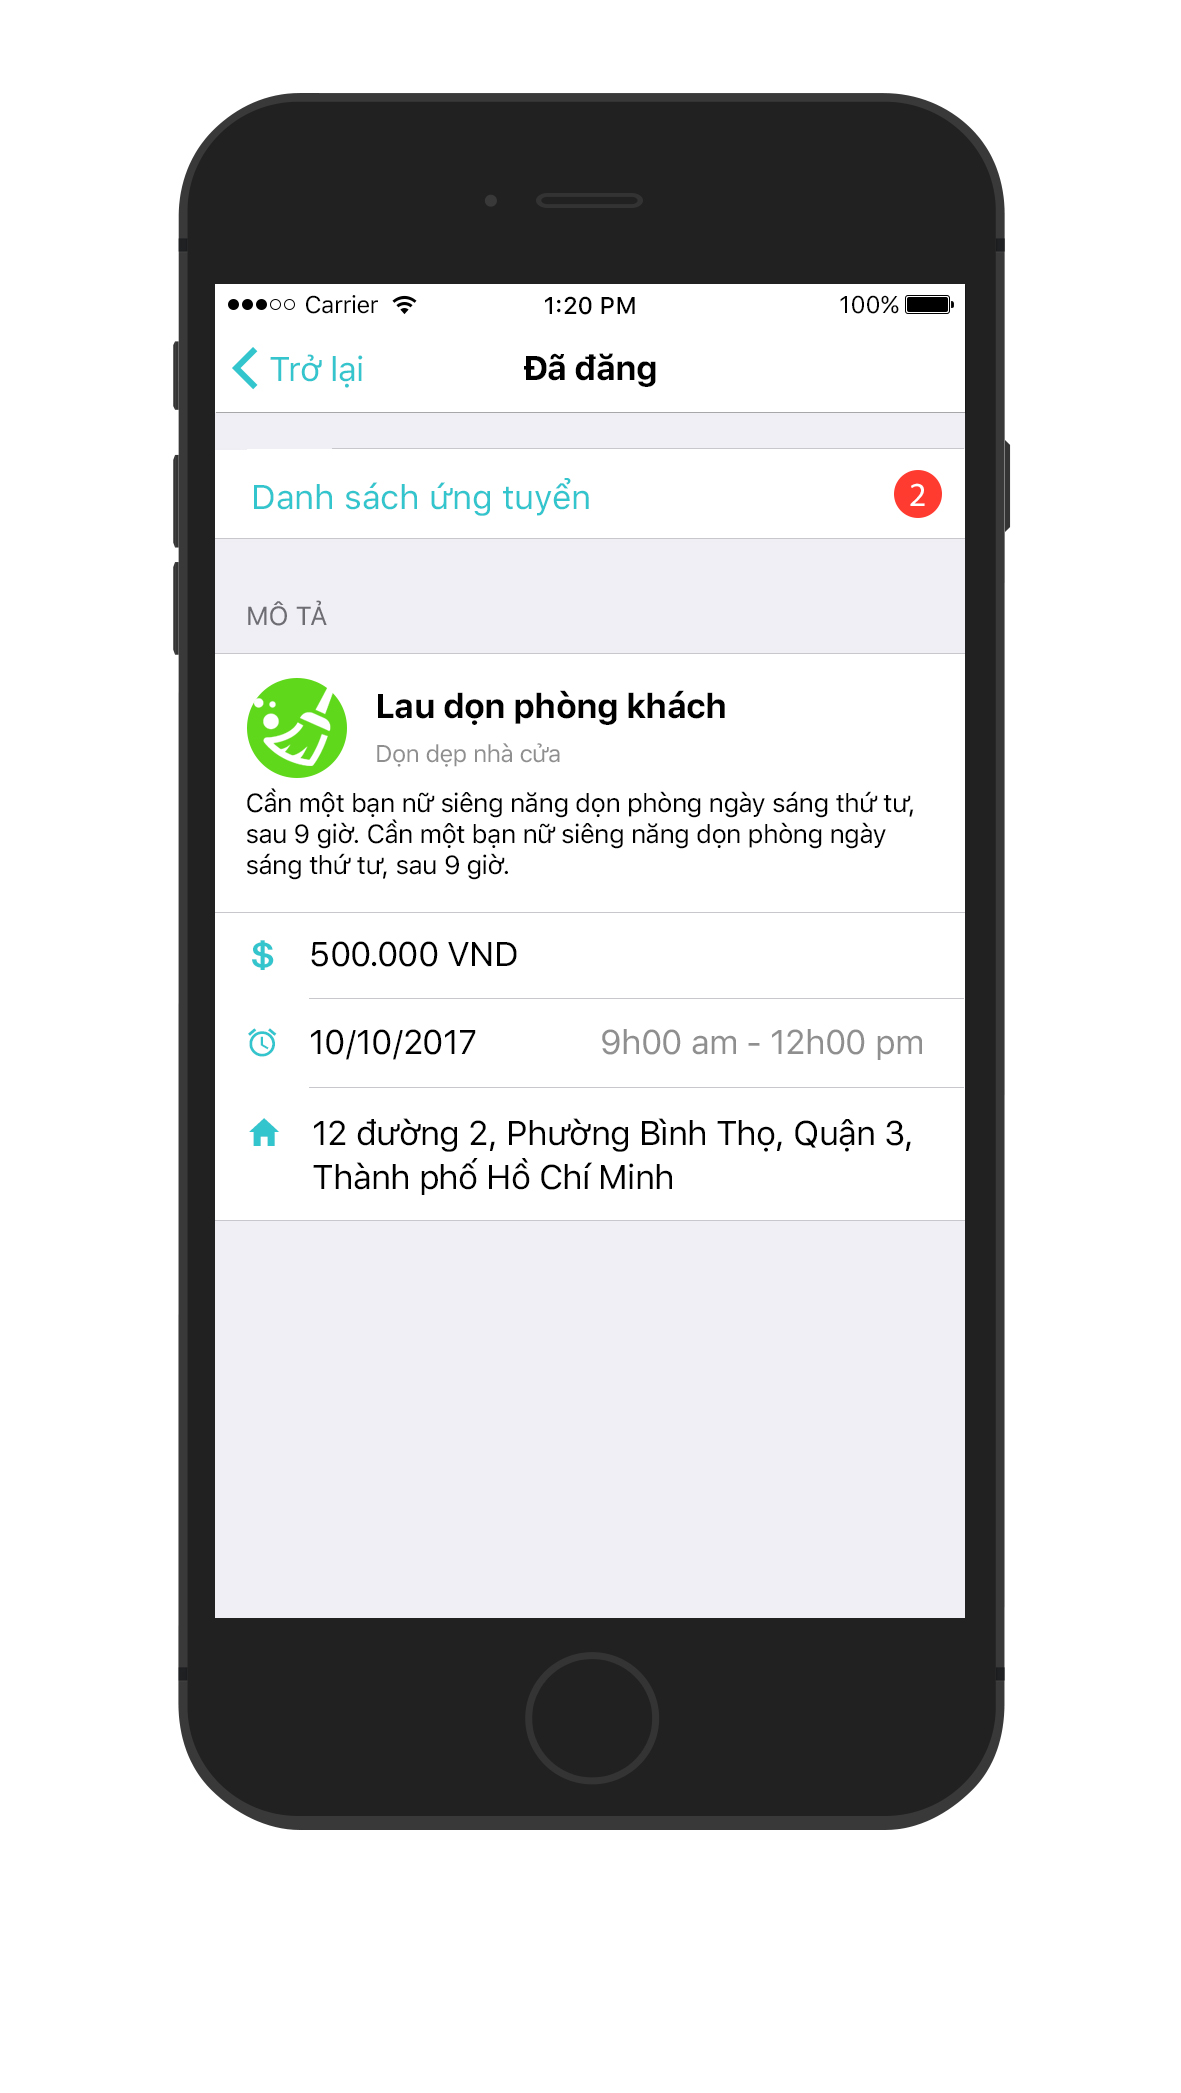 Carrier 1:20 PM 100%
Trở lại Đã đăng
Danh sách ứng tuyển 2
MÔ TẢ
Lau dọn phòng khách
Dọn dẹp nhà cửa
Cần một bạn nữ siêng năng dọn phòng ngày sáng thứ tư,
sau 9 giờ. Cần một bạn nữ siêng năng dọn phòng ngày
sáng thứ tư, sau 9 giờ.
$ 500.000 VND
10/10/2017 9h00 am - 12h00 pm
12 đường 2, Phường Bình Thọ, Quận 3,
Thành phố Hồ Chí Minh